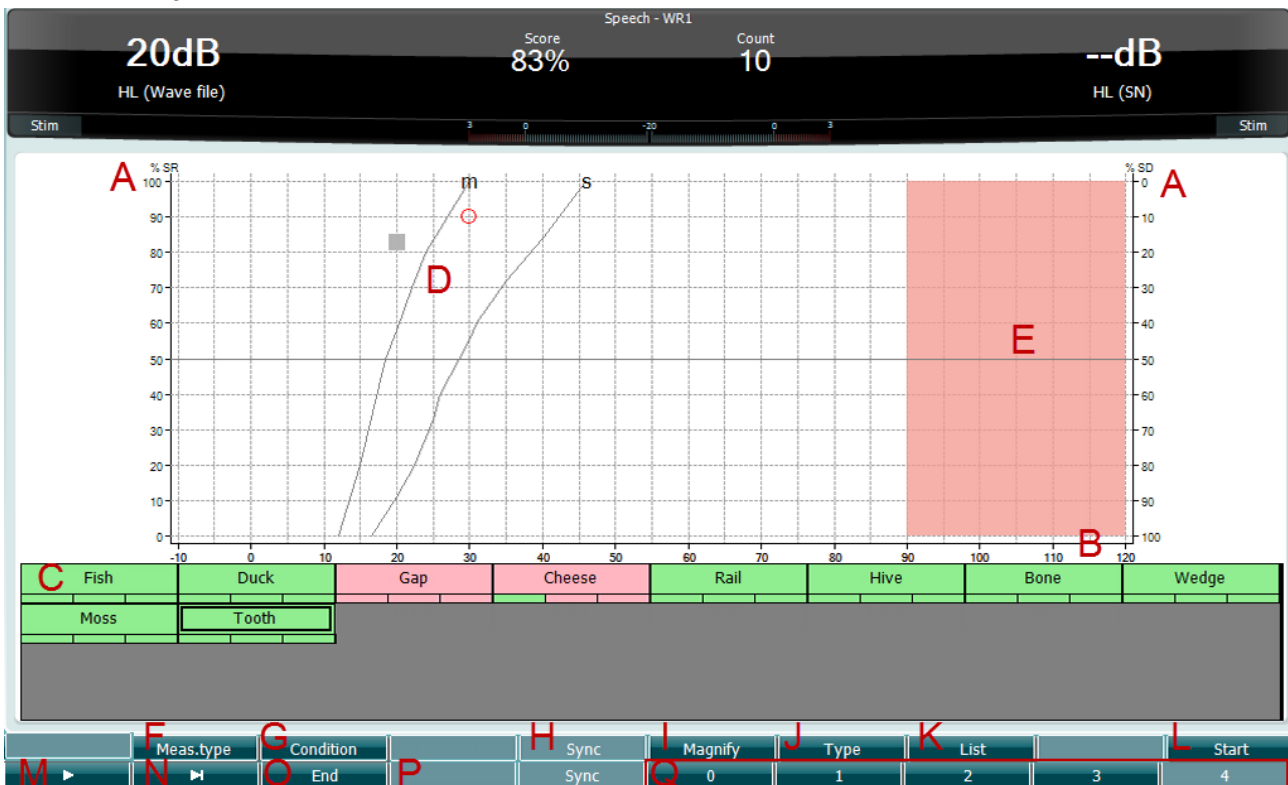 Speech - WR1
20dB Score Count --dB
83% 10
HL (Wave file) HL (SN)
Stim 3 0 -20 0 3 Stim
A % SR m s % SD A
100 0
90 10
80 20
D
70 30
60 40
E
50 50
40 60
30 70
20 80
10 90
0 100
B
-10 0 10 20 30 40 50 60 70 80 90 100 110 120
C Fish Duck Gap Cheese Rail Hive Bone Wedge
Moss Tooth
F Meas.type G Condition H Sync I Magnify J Type K List L Start
M N O End P Sync Q 0 1 2 3 4